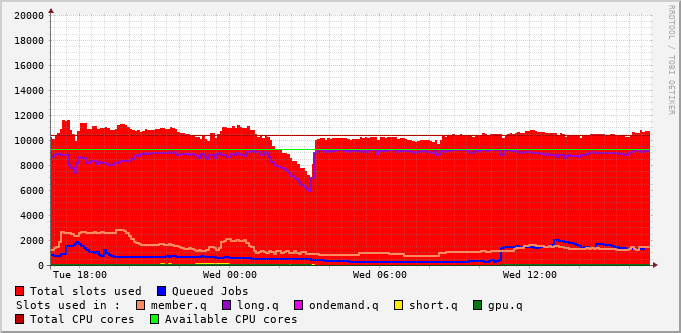 20000
18000
16000
14000
12000
10000
8000
6000
4000
2000
0
Tue 18:00 Wed 00:00 Wed 06:00 Wed 12:00
RRDTOOL / TOBI OETIKER
Total slots used Queued Jobs
Slots used in : member.q long.q ondemand.q short.q gpu.q
Total CPU cores Available CPU cores